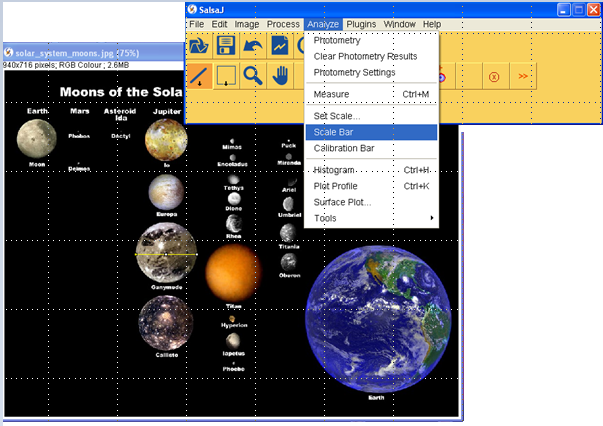 SalsaJ
File Edit Image Process Analyze Plugins Window Help
solar_system_moons.jpg (75%)
940x716 pixels; RGB Colour; 2.6MB
Photometry
Clear Photometry Results
Photometry Settings
Measure Ctrl+M
Set Scale...
Scale Bar
Calibration Bar
Histogram Ctrl+H
Plot Profile Ctrl+K
Surface Plot...
Tools
>>
Moons of the Sola
Earth Mars Asteroid Ida Jupiter
Moon
Phobos
Deimos
Dactyl
Io
Europa
Ganymede
Callisto
Mimas
Enceladus
Tethys
Dione
Rhea
Titan
Hyperion
Iapetus
Phoebe
Puck
Miranda
Ariel
Umbriel
Titania
Oberon
Earth